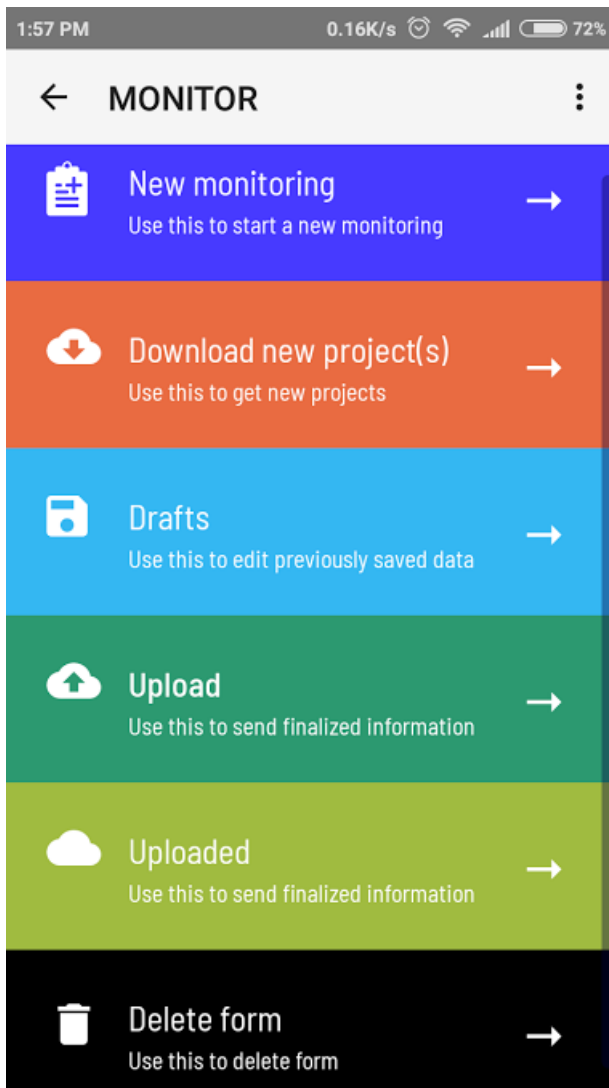 1:57 PM 0.16K/s 72%
MONITOR
New monitoring
Use this to start a new monitoring
Download new project(s)
Use this to get new projects
Drafts
Use this to edit previously saved data
Upload
Use this to send finalized information
Uploaded
Use this to send finalized information
Delete form
Use this to delete form